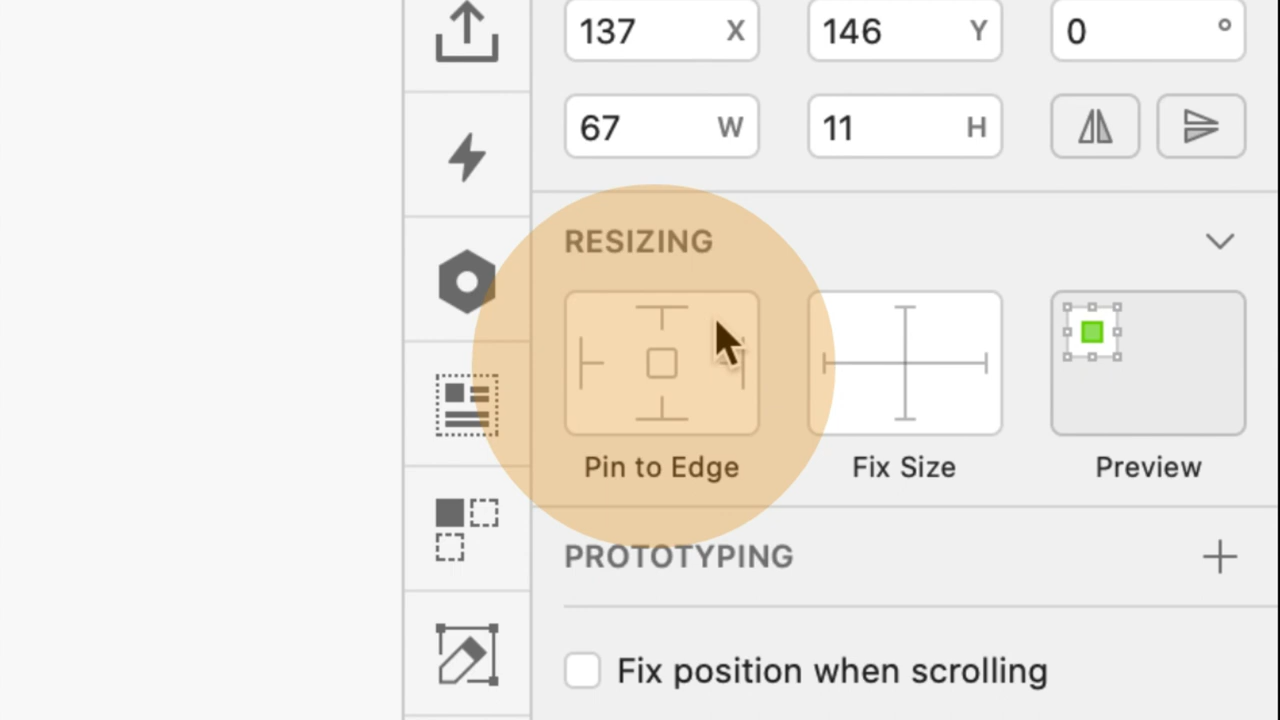 137 X 146 Y 0 °
67 W 11 H
RESIZING
Pin to Edge Fix Size Preview
PROTOTYPING
Fix position when scrolling